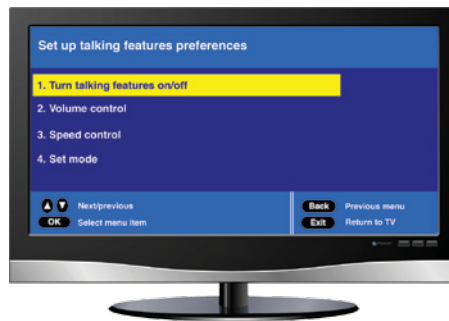 Set up talking features preferences
1. Turn talking features on/off
2. Volume control
3. Speed control
4. Set mode
Next/previous
OK Select menu item
Back Previous menu
Exit Return to TV